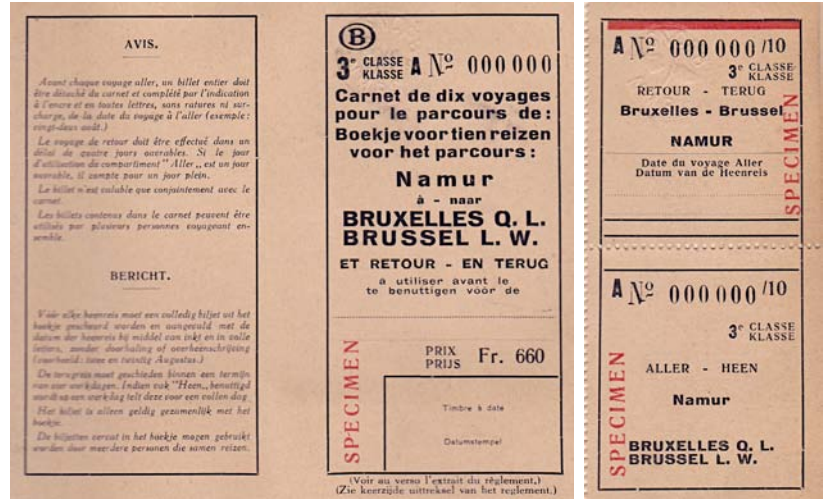 AVIS.
Avant chaque voyage aller, un billet entier doit
être détaché du carnet et complété par l'indication
à l'encre et en toutes lettres, sans ratures ni sur-
charge, de la date du voyage à l'aller (exemple :
vingt-deux août.)
Le voyage de retour doit être effectué dans un
délai de quatre jours ouvrables. Si le jour
d'utilisation du compartiment "Aller„ est un jour
ouvrable, il compte pour un jour plein.
Le billet n'est valable que conjointement avec le
carnet.
Les billets contenus dans le carnet peuvent être
utilisés par plusieurs personnes voyageant en-
semble.
BERICHT.
Vóór elke heenreis moet een volledig biljet uit het
boekje gescheurd worden en aangevuld met de
datum der heenreis bij middel van inkt en in volle
letters, zonder doorhaling of overheenschrijving
(voorbeeld : twee en twintig Augustus.)
De terugreis moet geschieden binnen een termijn
van vier werkdagen. Indien vak "Heen„ benuttigd
wordt op een werkdag telt deze voor een vollen dag.
Het biljet is alleen geldig gezamenlijk met het
boekje.
De biljetten vervat in het boekje mogen gebruikt
worden door meerdere personen die samen reizen.
B
3e CLASSE KLASSE A Nº 000000
Carnet de dix voyages
pour le parcours de :
Boekje voor tien reizen
voor het parcours :
Namur
à - naar
BRUXELLES Q. L.
BRUSSEL L. W.
ET RETOUR - EN TERUG
a utiliser avant le
te benuttigen vóór de
SPECIMEN
PRIX
PRIJS Fr. 660
Timbre à date
Datumstempel
(Voir au verso l'extrait du règlement,)
(Zie keerzijde uittreksel van het reglement.)
A Nº 000000/10
3e CLASSE
KLASSE
RETOUR - TERUG
Bruxelles - Brussel
NAMUR
Date du voyage Aller
Datum van de Heenreis
SPECIMEN
A Nº 000000/10
3e CLASSE
KLASSE
ALLER - HEEN
Namur
SPECIMEN
BRUXELLES Q. L.
BRUSSEL L. W.